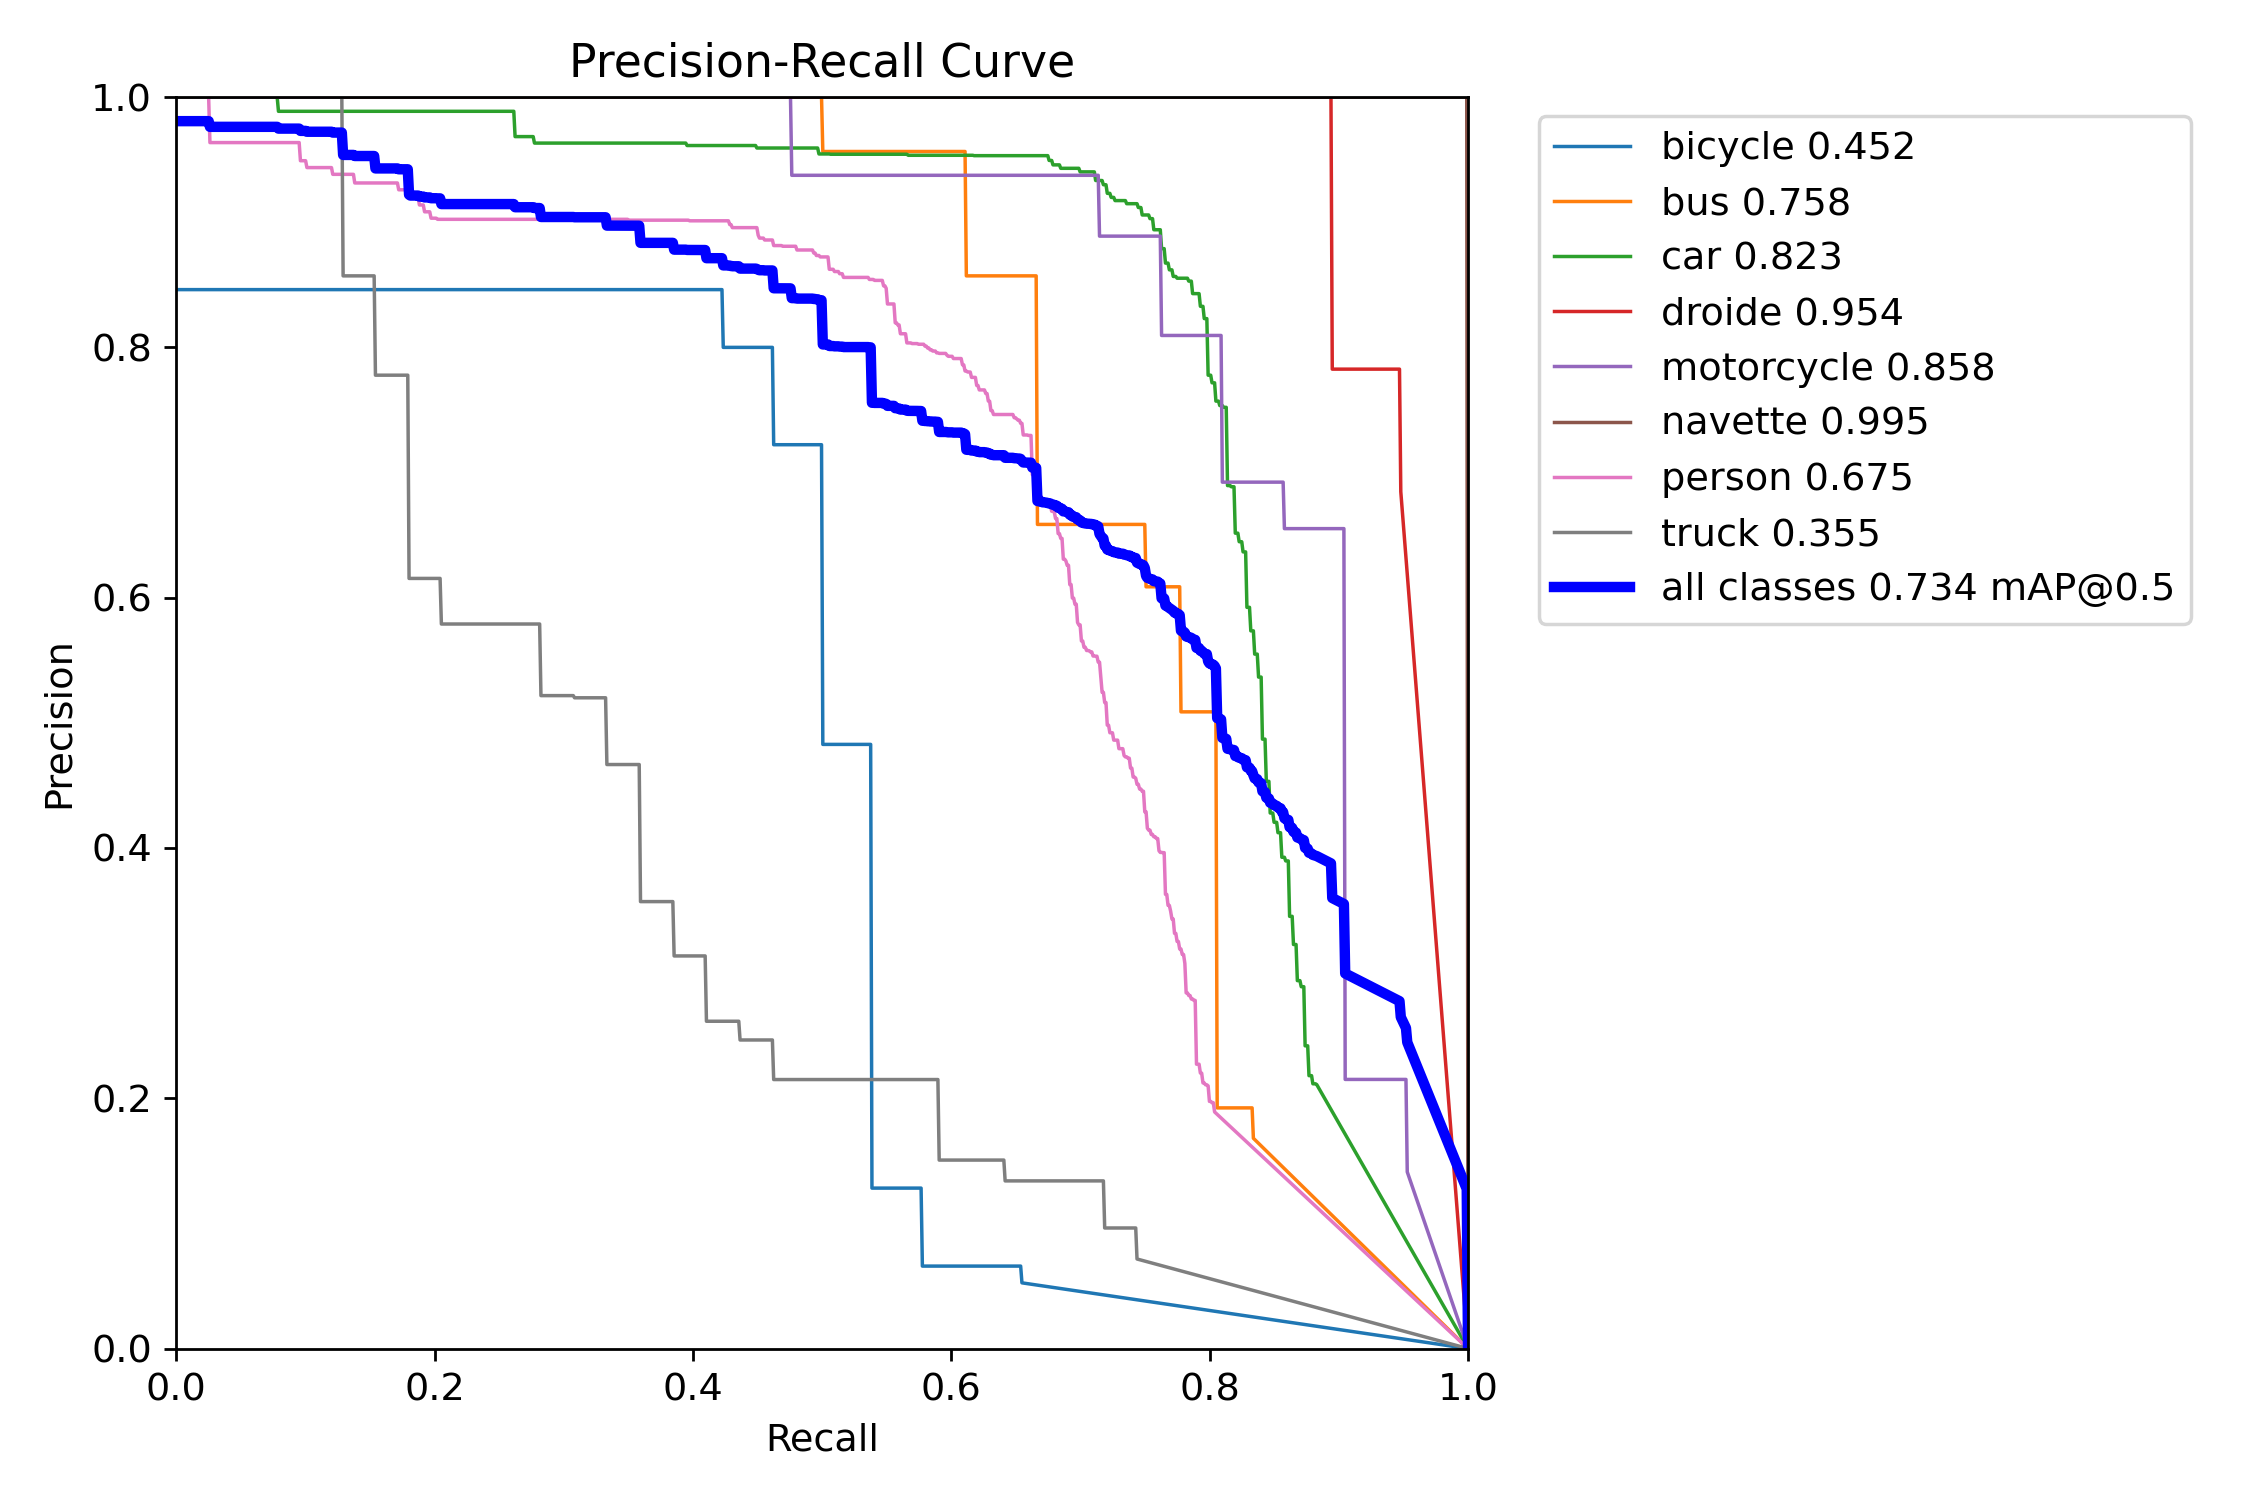 Precision-Recall Curve
1.0
0.8
0.6
0.4
0.2
0.0
Precision
0.0 0.2 0.4 0.6 0.8 1.0
Recall
bicycle 0.452
bus 0.758
car 0.823
droide 0.954
motorcycle 0.858
navette 0.995
person 0.675
truck 0.355
all classes 0.734 mAP@0.5